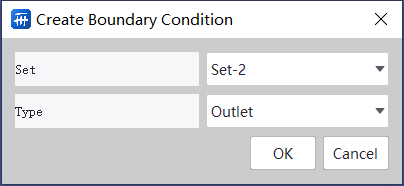 Create Boundary Condition
Set Set-2
Type Outlet
OK Cancel